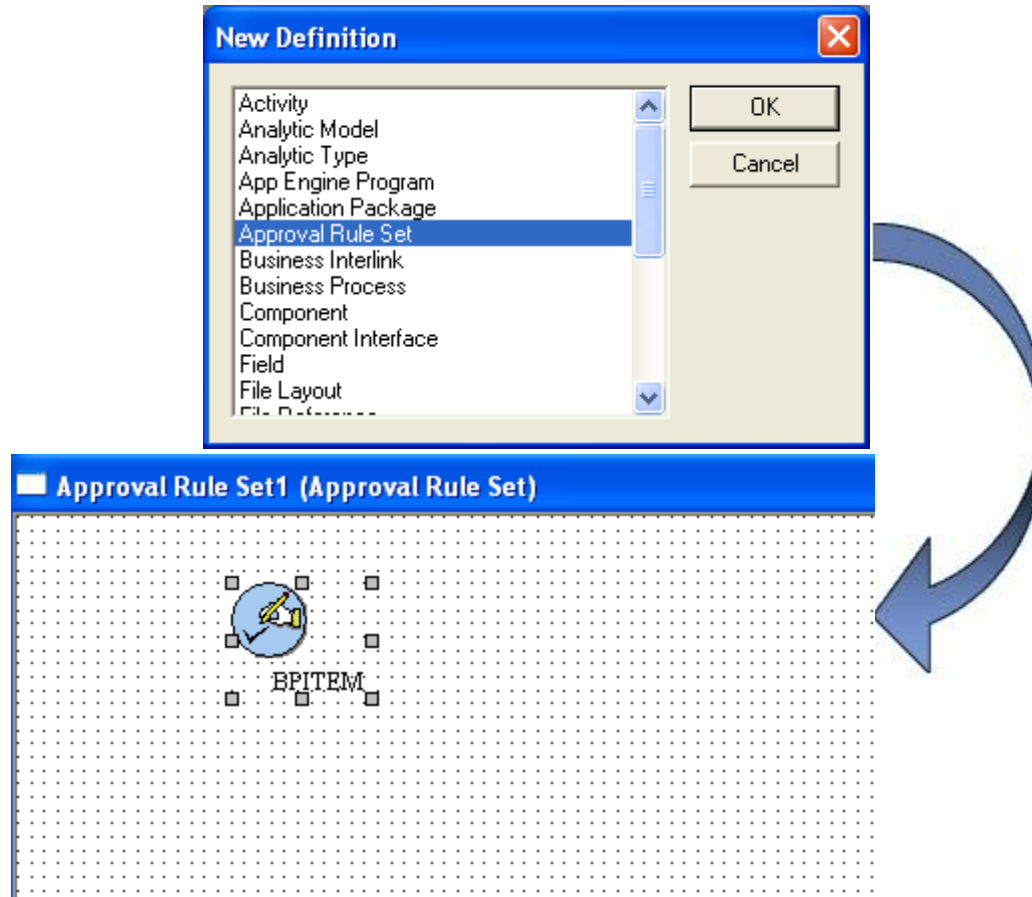 New Definition
Activity
Analytic Model
Analytic Type
App Engine Program
Application Package
Approval Rule Set
Business Interlink
Business Process
Component
Component Interface
Field
File Layout
OK
Cancel
Approval Rule Set1 (Approval Rule Set)
BPITEM